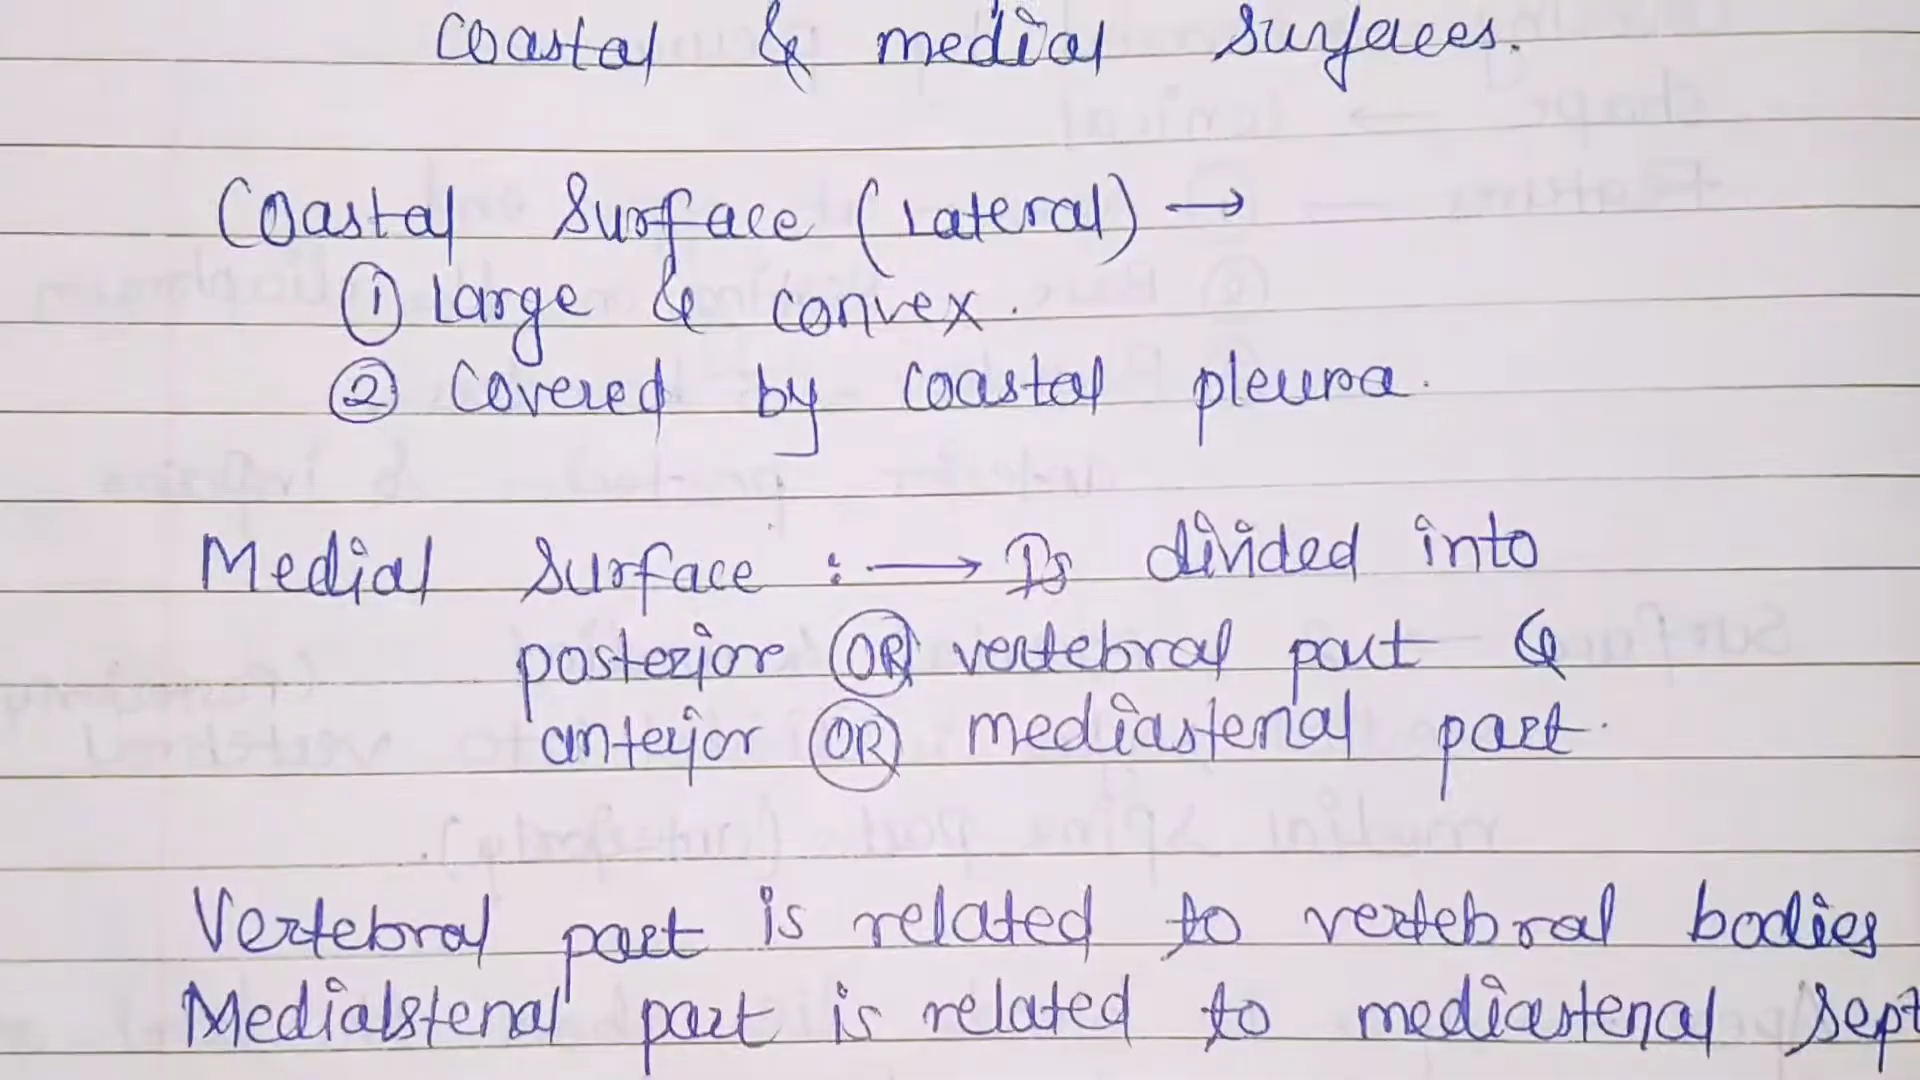 Coastal & medial surfaces.
Coastal Surface (Lateral) →
① Large & convex.
② Covered by coastal pleura.
Medial Surface : → Is divided into
posteriore OR vertebral part &
anterior OR mediastenal part.
Vertebral part is related to vertebral bodies
Medialstenal part is related to mediastenal sept